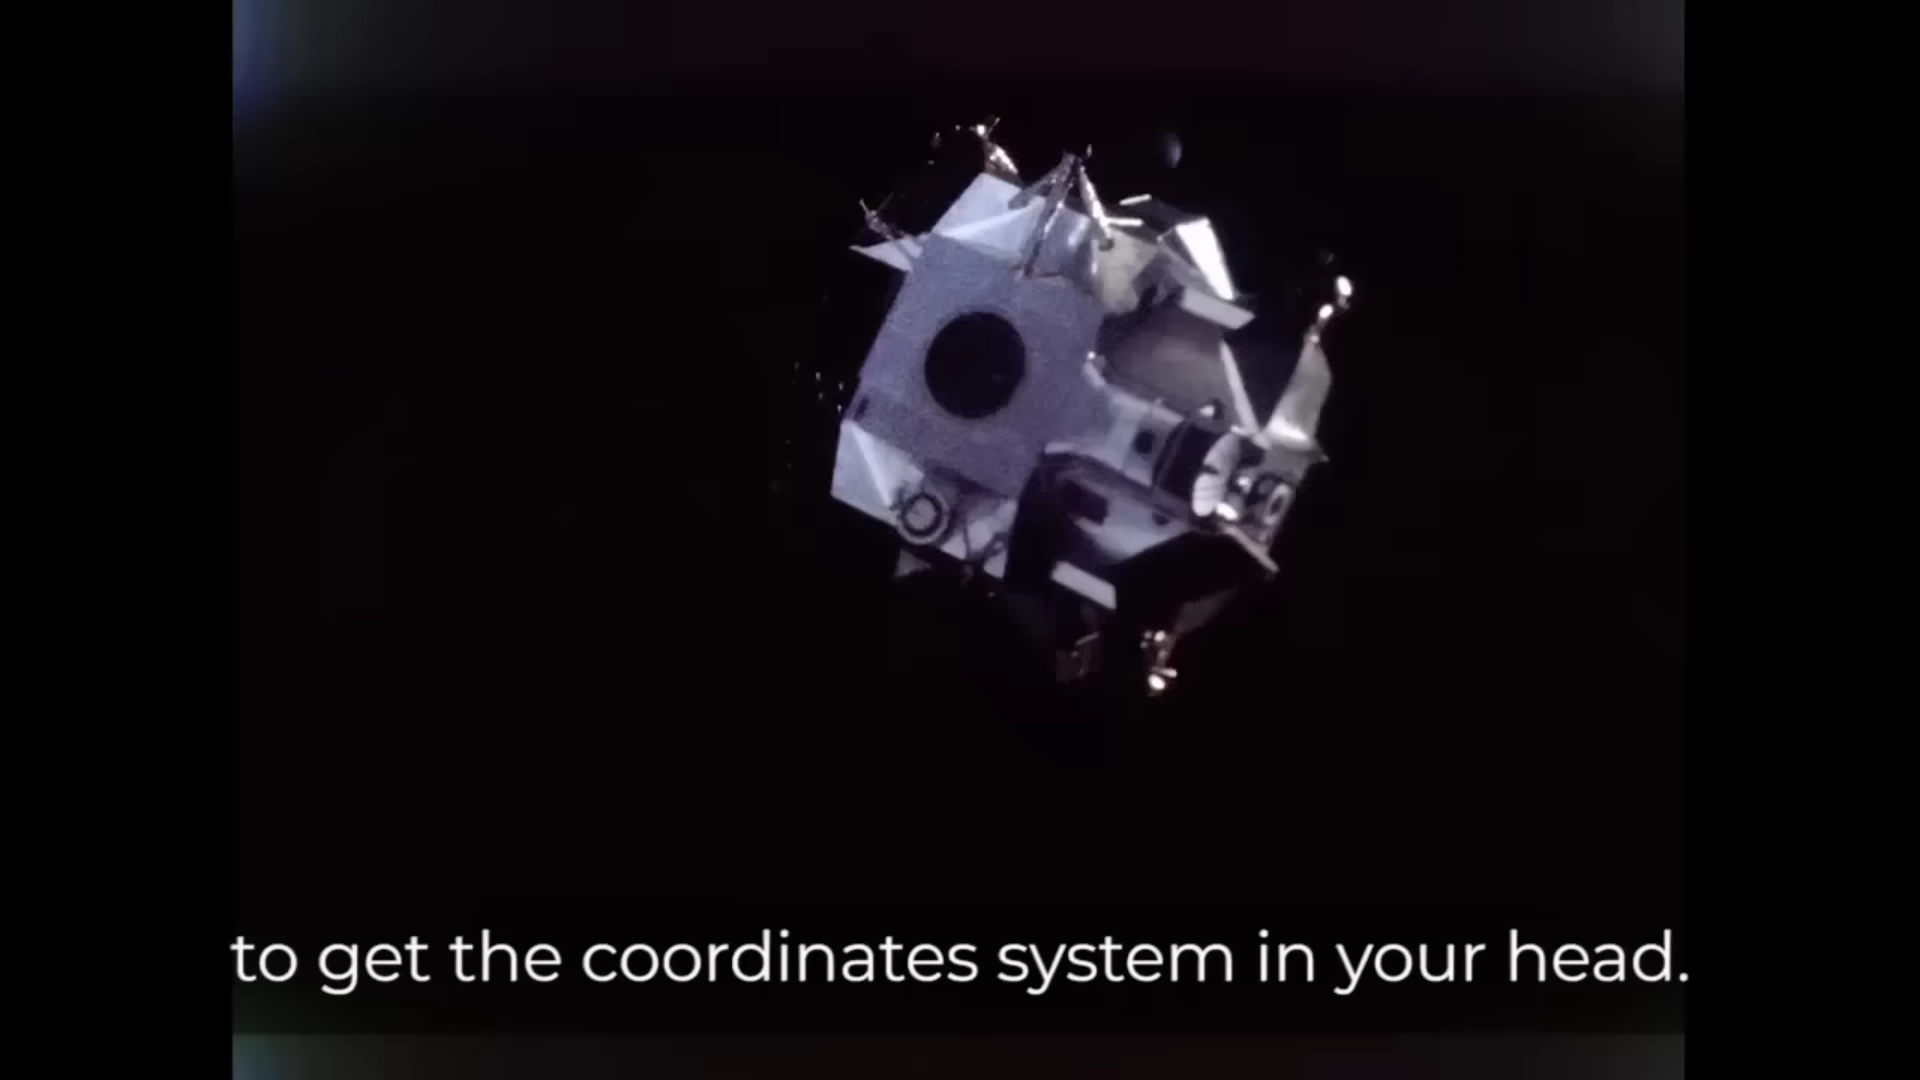 to get the coordinates system in your head.